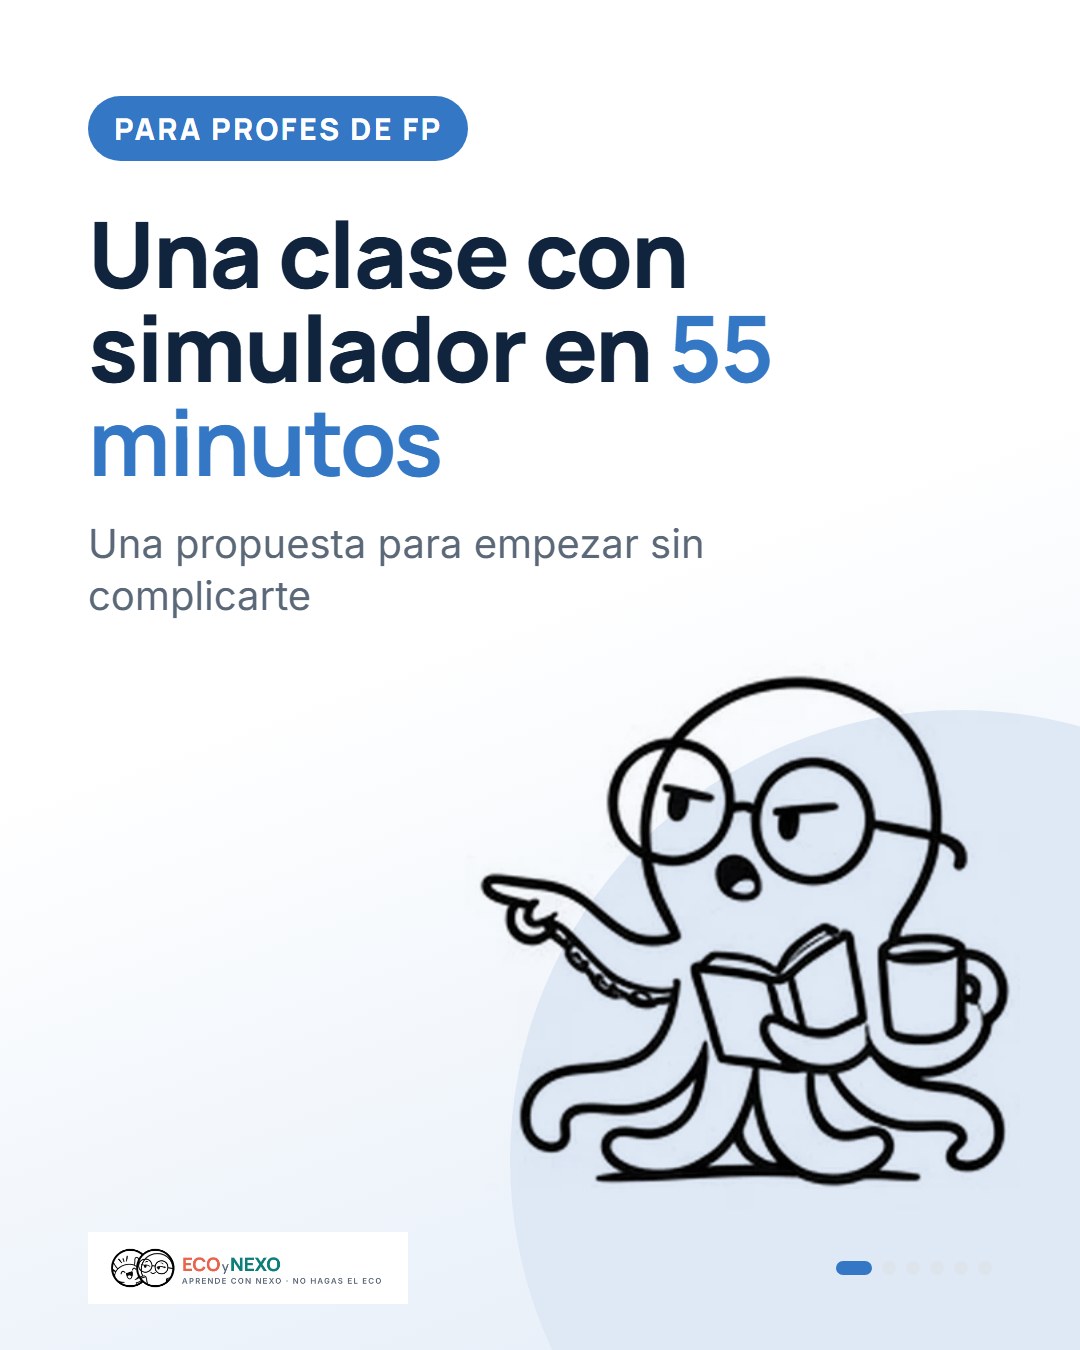 PARA PROFES DE FP
Una clase con
simulador en 55
minutos
Una propuesta para empezar sin
complicarte
ECOyNEXO
APRENDE CON NEXO · NO HAGAS EL ECO